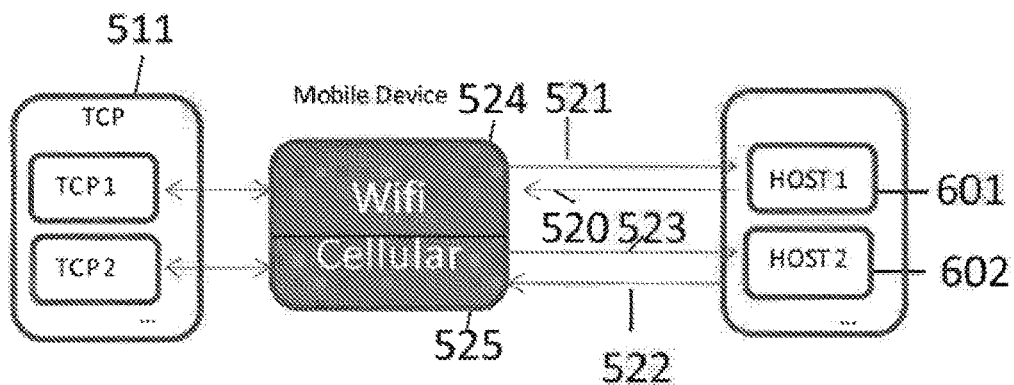 511
TCP
TCP 1
TCP 2
...
Mobile Device
524
521
Wifi
Cellular
520
523
525
522
HOST 1
601
HOST 2
602
...